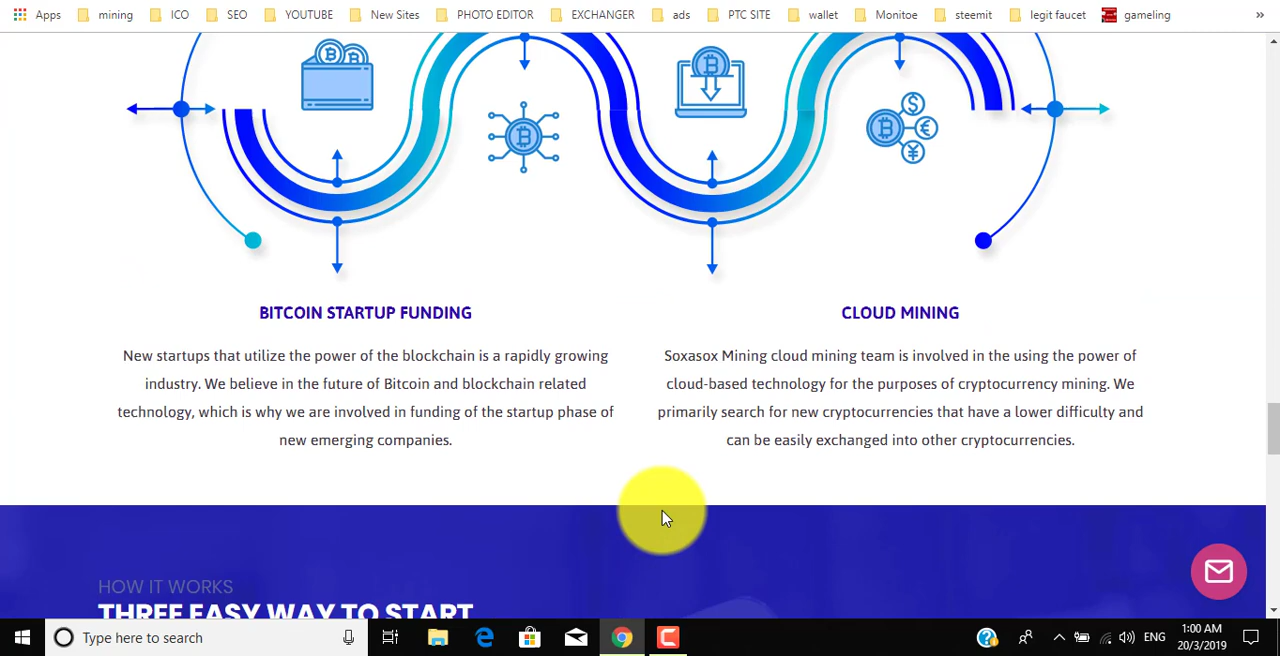 Apps mining ICO SEO YOUTUBE New Sites PHOTO EDITOR EXCHANGER ads PTC SITE wallet Monitoe steemit legit faucet gameling »
BITCOIN STARTUP FUNDING
New startups that utilize the power of the blockchain is a rapidly growing
industry. We believe in the future of Bitcoin and blockchain related
technology, which is why we are involved in funding of the startup phase of
new emerging companies.
CLOUD MINING
Soxasox Mining cloud mining team is involved in the using the power of
cloud-based technology for the purposes of cryptocurrency mining. We
primarily search for new cryptocurrencies that have a lower difficulty and
can be easily exchanged into other cryptocurrencies.
HOW IT WORKS
THREE EASY WAY TO START
Type here to search
ENG
1:00 AM
20/3/2019